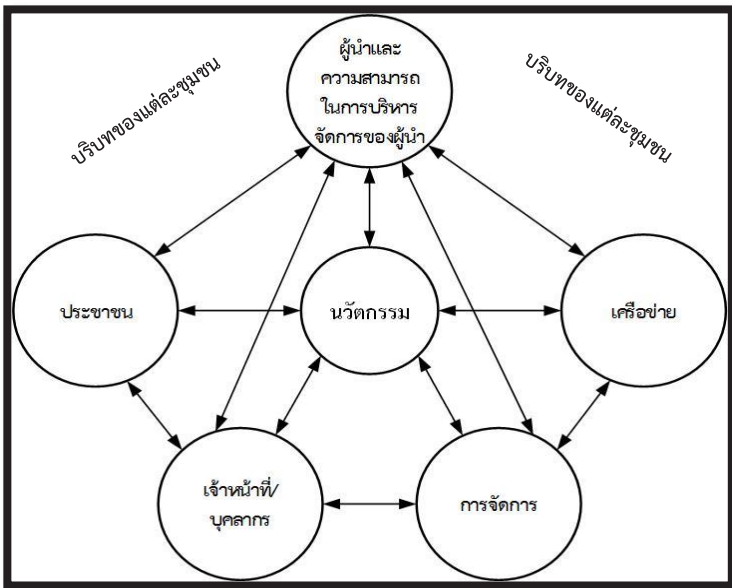 ผู้นำและ
ความสามารถ
ในการบริหาร
จัดการของผู้นำ
บริบทของแต่ละชุมชน
บริบทของแต่ละชุมชน
ประชาชน
นวัตกรรม
เครือข่าย
เจ้าหน้าที่/
บุคลากร
การจัดการ